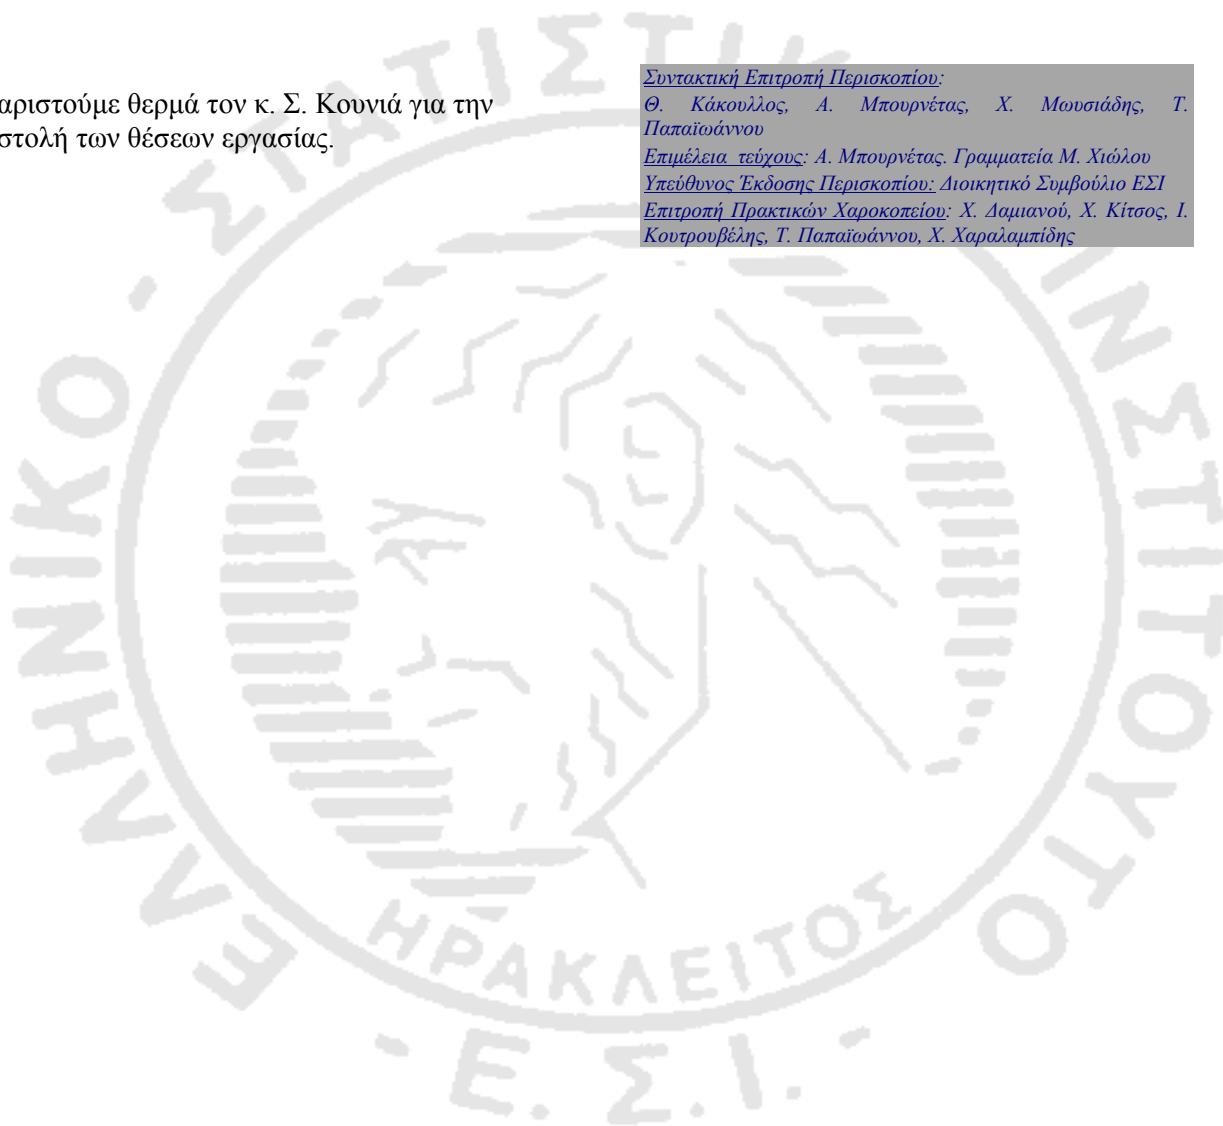 αριστούμε θερμά τον κ. Σ. Κουνιά για την
στολή των θέσεων εργασίας.
Συντακτική Επιτροπή Περισκοπίου:
Θ. Κάκουλλος, Α. Μπουρνέτας, Χ. Μωυσιάδης, Τ.
Παπαϊωάννου
Επιμέλεια τεύχους: Α. Μπουρνέτας. Γραμματεία Μ. Χιώλου
Υπεύθυνος Έκδοσης Περισκοπίου: Διοικητικό Συμβούλιο ΕΣΙ
Επιτροπή Πρακτικών Χαροκοπείου: Χ. Δαμιανού, Χ. Κίτσος, Ι.
Κουτρουβέλης, Τ. Παπαϊωάννου, Χ. Χαραλαμπίδης
ΕΛΛΗΝΙΚΟ - ΣΤΑΤΙΣΤΙΚ ΙΝΣΤΙΤΟΥΤΟ
ΗΡΑΚΛΕΙΤΟΣ
- Ε. Σ. Ι. -